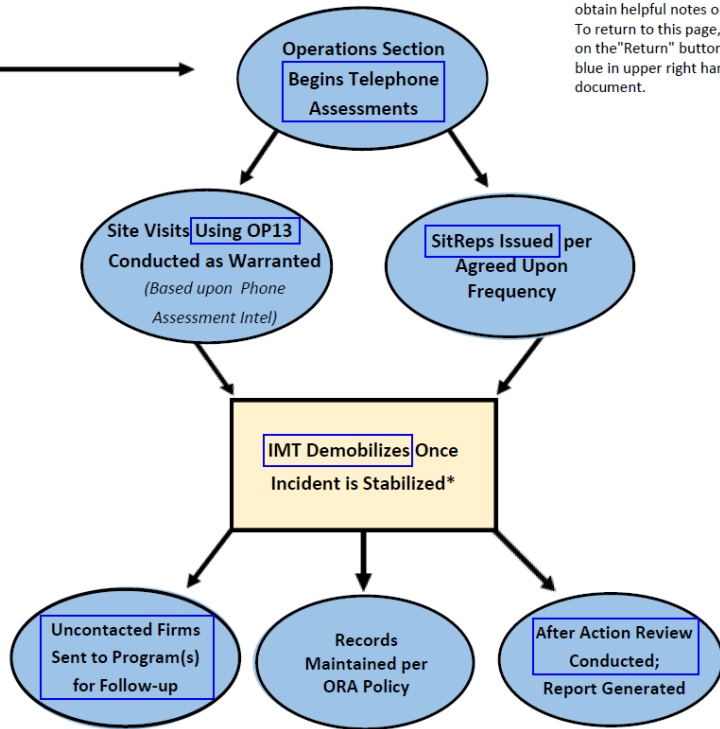 obtain helpful notes o
To return to this page,
on the"Return" button
blue in upper right han
document.
Operations Section
Begins Telephone
Assessments
Site Visits Using OP13
Conducted as Warranted
(Based upon Phone
Assessment Intel)
SitReps Issued per
Agreed Upon
Frequency
IMT Demobilizes Once
Incident is Stabilized*
Uncontacted Firms
Sent to Program(s)
for Follow-up
Records
Maintained per
ORA Policy
After Action Review
Conducted;
Report Generated